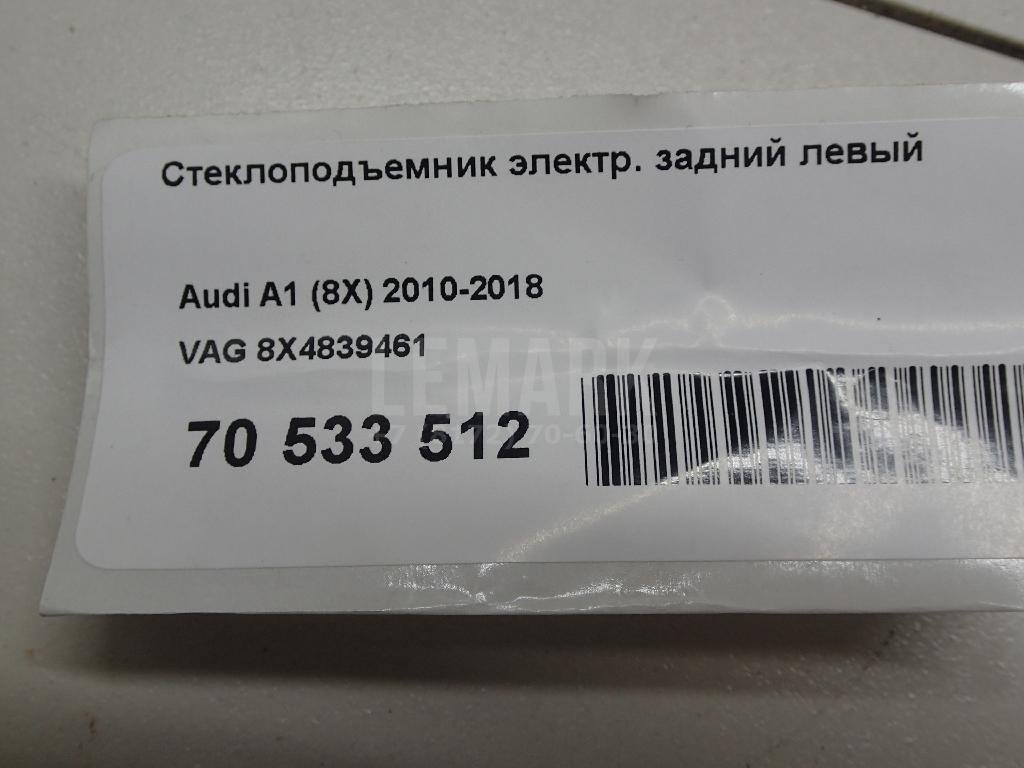 Стеклоподъемник электр. задний левый
Audi A1 (8X) 2010-2018
VAG 8X4839461
LEMARK
70 533 512